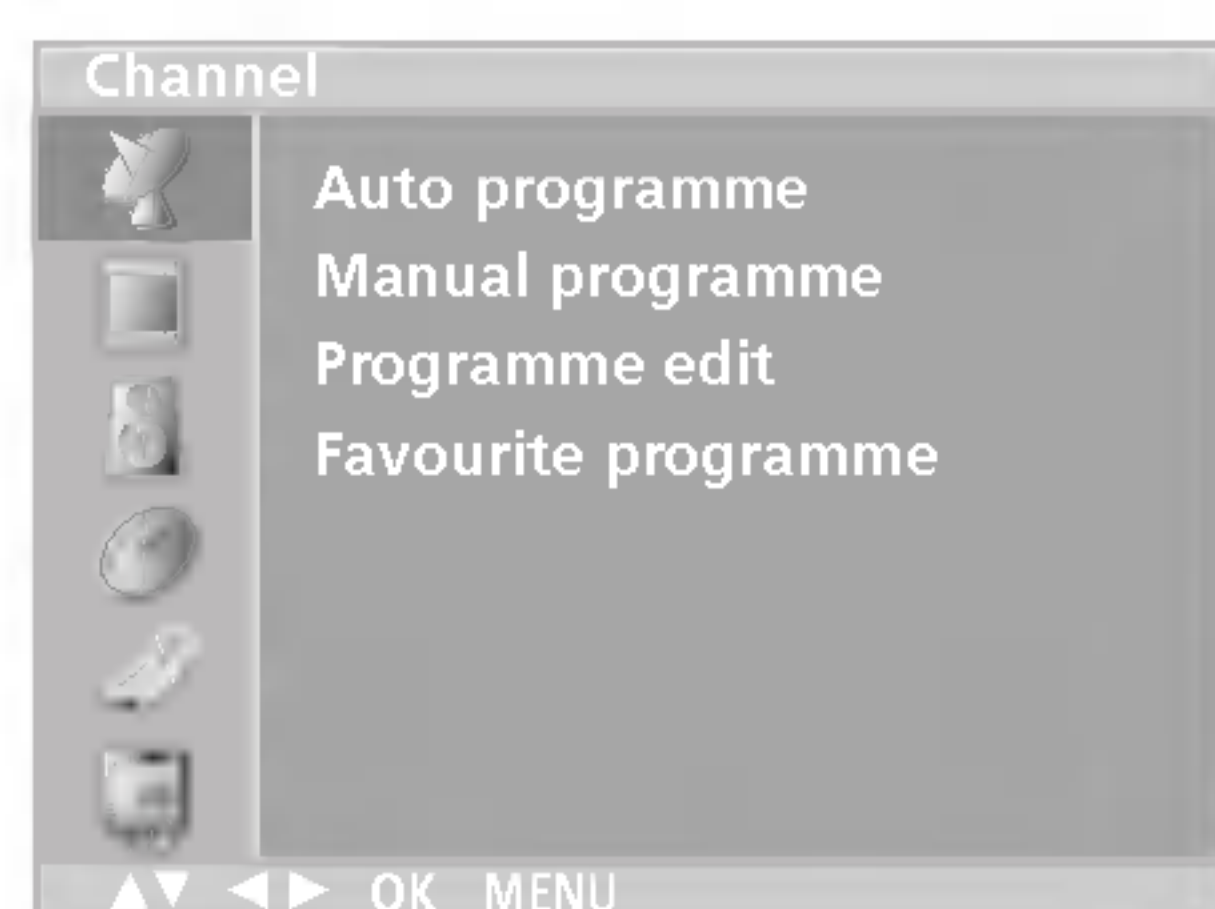 Channel
Auto programme
Manual programme
Programme edit
Favourite programme
▲▼ ◀ ▶ OK MENU